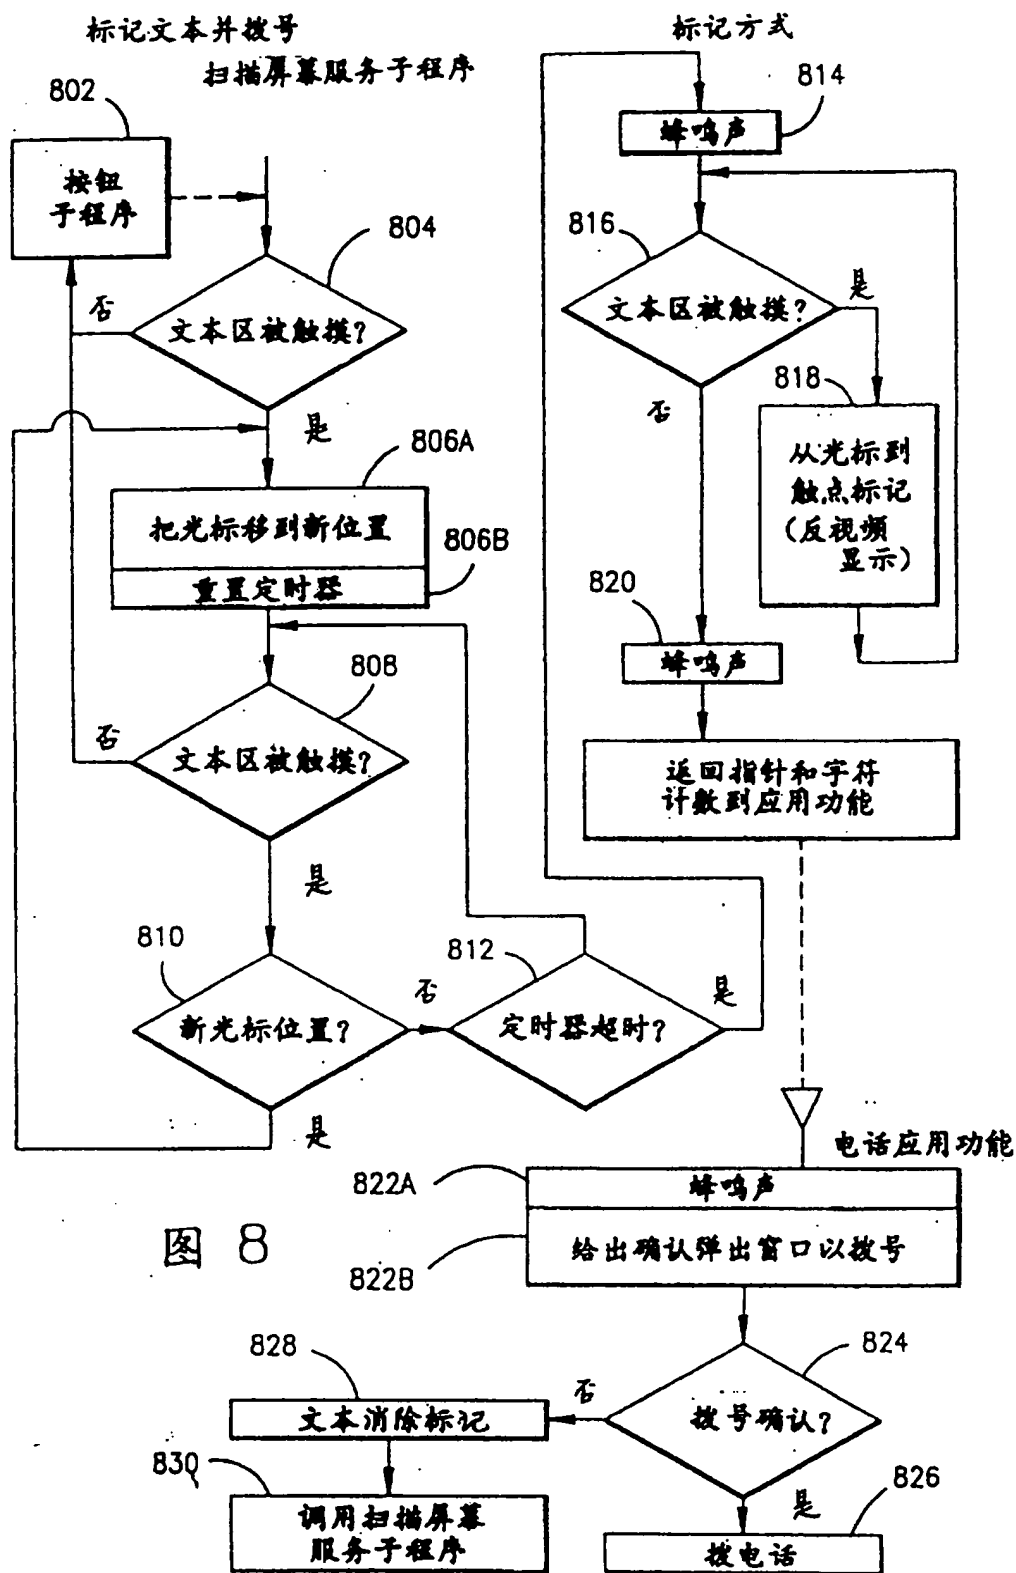 标记文本并拨号
扫描屏幕服务子程序
802
按钮
子程序
804
文本区被触摸?
否
是
806A
把光标移到新位置
806B
重置定时器
808
文本区被触摸?
否
是
810
新光标位置?
否
是
812
定时器超时?
是
标记方式
814
蜂鸣声
816
文本区被触摸?
是
否
818
从光标到
触点标记
(反视频
显示)
820
蜂鸣声
返回指针和字符
计数到应用功能
电话应用功能
822A
蜂鸣声
822B
给出确认弹出窗口以拨号
824
拨号确认?
否
是
826
拨电话
828
文本消除标记
830
调用扫描屏幕
服务子程序
图 8